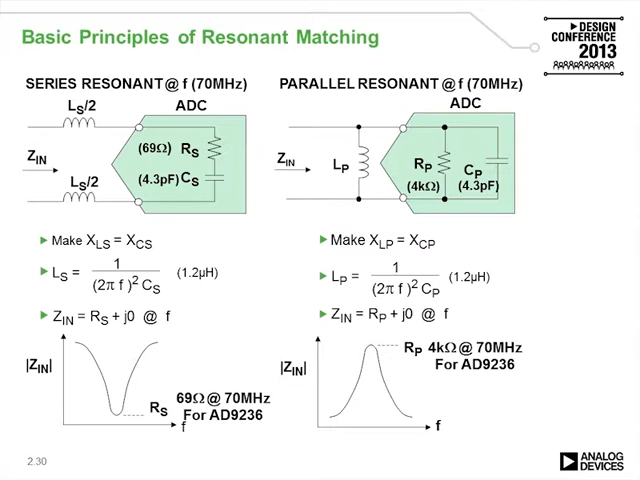 Basic Principles of Resonant Matching
DESIGN
CONFERENCE
2013
SERIES RESONANT @ f (70MHz)
LS/2
ADC
(69Ω) RS
ZIN
(4.3pF) CS
LS/2
Make XLS = XCS
LS = 1 / (2π f )2 CS (1.2µH)
ZIN = RS + j0 @ f
|ZIN|
RS
69Ω @ 70MHz
For AD9236
f
PARALLEL RESONANT @ f (70MHz)
ADC
ZIN
LP
RP
(4kΩ)
CP
(4.3pF)
Make XLP = XCP
LP = 1 / (2π f )2 CP (1.2µH)
ZIN = RP + j0 @ f
|ZIN|
RP 4kΩ @ 70MHz
For AD9236
f
2.30
ANALOG
DEVICES